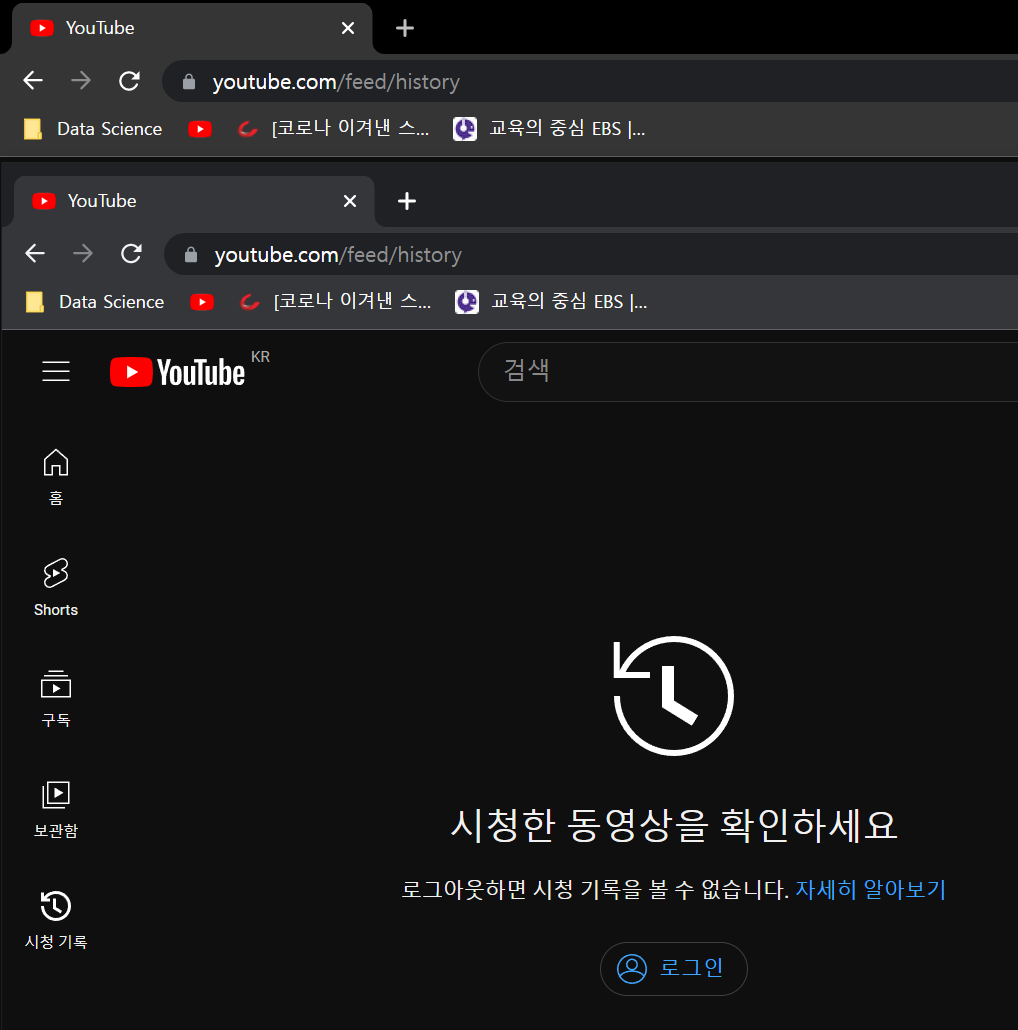 YouTube
youtube.com/feed/history
Data Science [코로나 이겨낸 스... 교육의 중심 EBS |...
YouTube
youtube.com/feed/history
Data Science [코로나 이겨낸 스... 교육의 중심 EBS |...
YouTube KR
검색
홈
Shorts
구독
보관함
시청 기록
시청한 동영상을 확인하세요
로그아웃하면 시청 기록을 볼 수 없습니다. 자세히 알아보기
로그인